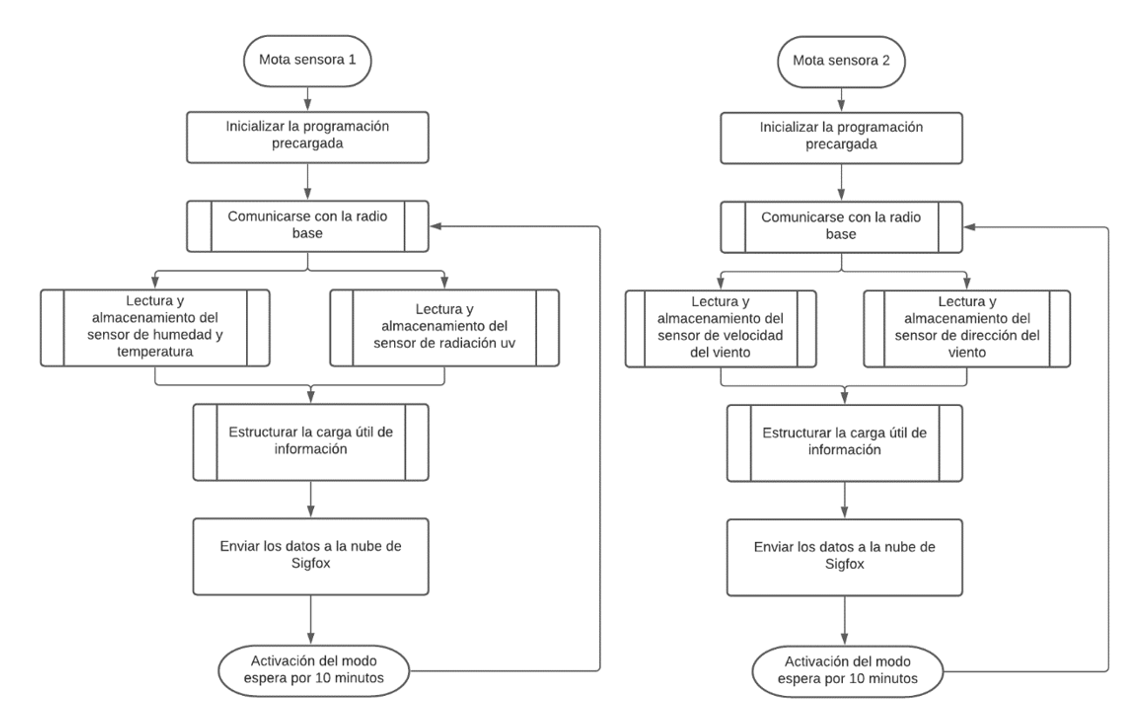 Mota sensora 1
Inicializar la programación
precargada
Comunicarse con la radio
base
Lectura y
almacenamiento del
sensor de humedad y
temperatura
Lectura y
almacenamiento del
sensor de radiación uv
Estructurar la carga útil de
información
Enviar los datos a la nube de
Sigfox
Activación del modo
espera por 10 minutos
Mota sensora 2
Inicializar la programación
precargada
Comunicarse con la radio
base
Lectura y
almacenamiento del
sensor de velocidad
del viento
Lectura y
almacenamiento del
sensor de dirección del
viento
Estructurar la carga útil de
información
Enviar los datos a la nube de
Sigfox
Activación del modo
espera por 10 minutos